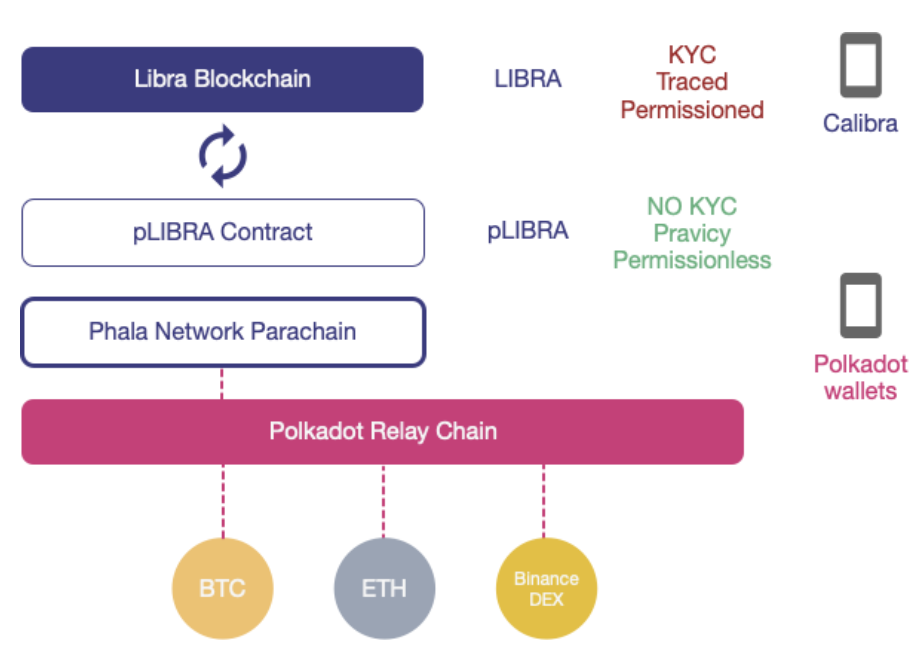 Libra Blockchain
LIBRA
KYC
Traced
Permissioned
Calibra
pLIBRA Contract
pLIBRA
NO KYC
Pravicy
Permissionless
Phala Network Parachain
Polkadot
wallets
Polkadot Relay Chain
BTC
ETH
Binance
DEX